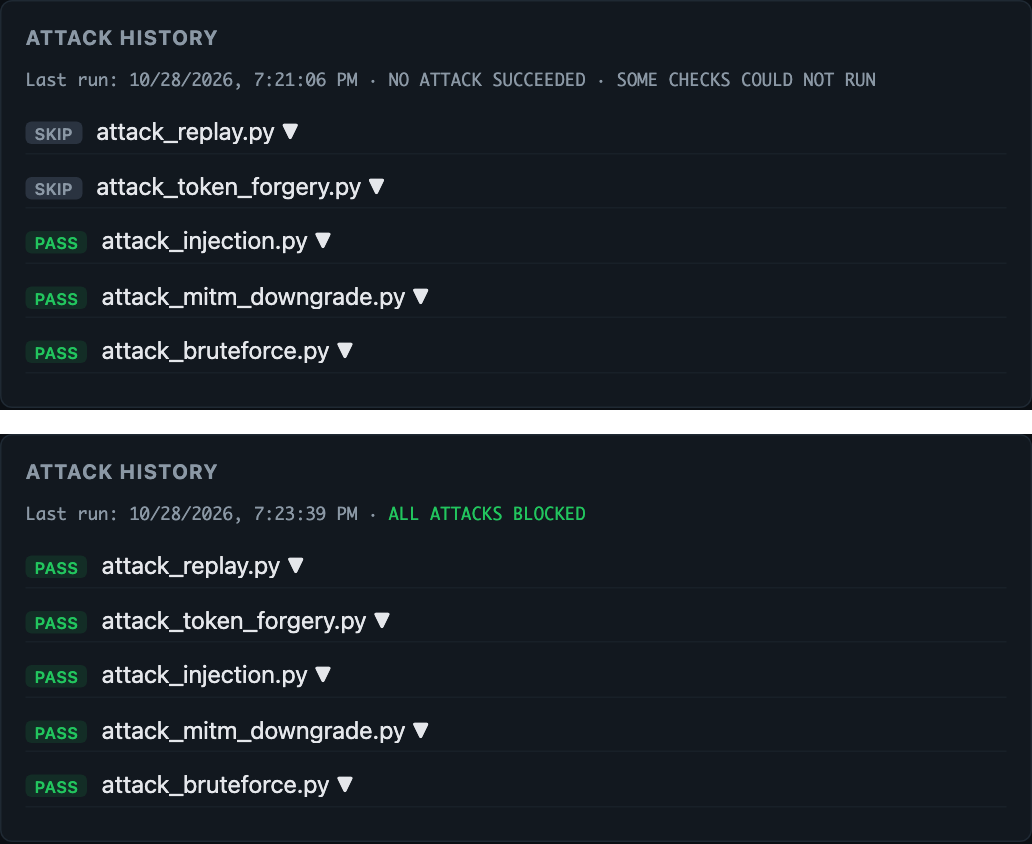 ATTACK HISTORY
Last run: 10/28/2026, 7:21:06 PM · NO ATTACK SUCCEEDED · SOME CHECKS COULD NOT RUN
SKIP attack_replay.py ▼
SKIP attack_token_forgery.py ▼
PASS attack_injection.py ▼
PASS attack_mitm_downgrade.py ▼
PASS attack_bruteforce.py ▼
ATTACK HISTORY
Last run: 10/28/2026, 7:23:39 PM · ALL ATTACKS BLOCKED
PASS attack_replay.py ▼
PASS attack_token_forgery.py ▼
PASS attack_injection.py ▼
PASS attack_mitm_downgrade.py ▼
PASS attack_bruteforce.py ▼